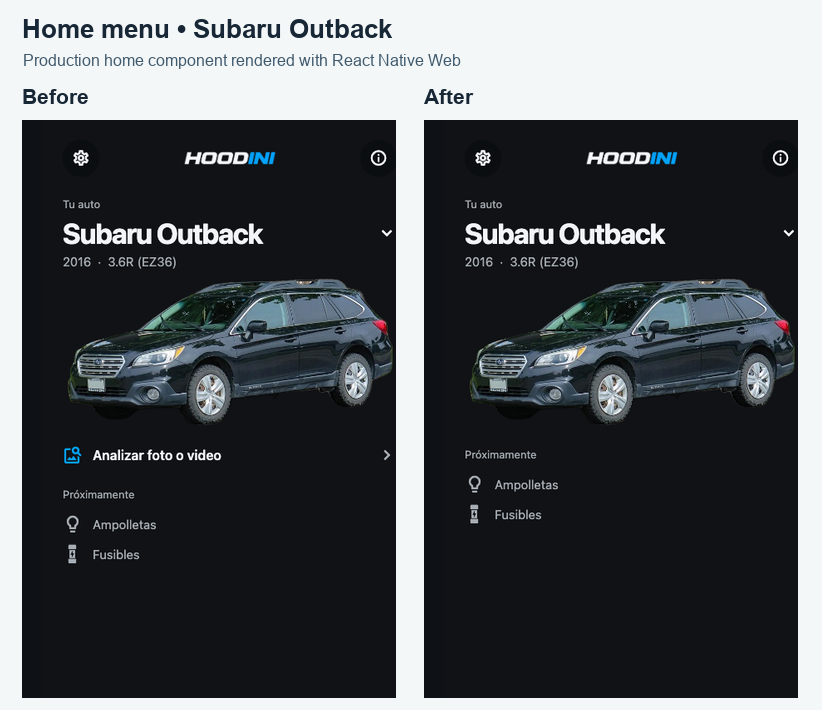 Home menu • Subaru Outback
Production home component rendered with React Native Web
Before
HOODINI
Tu auto
Subaru Outback
2016 · 3.6R (EZ36)
Analizar foto o video
Próximamente
Ampolletas
Fusibles
After
HOODINI
Tu auto
Subaru Outback
2016 · 3.6R (EZ36)
Próximamente
Ampolletas
Fusibles